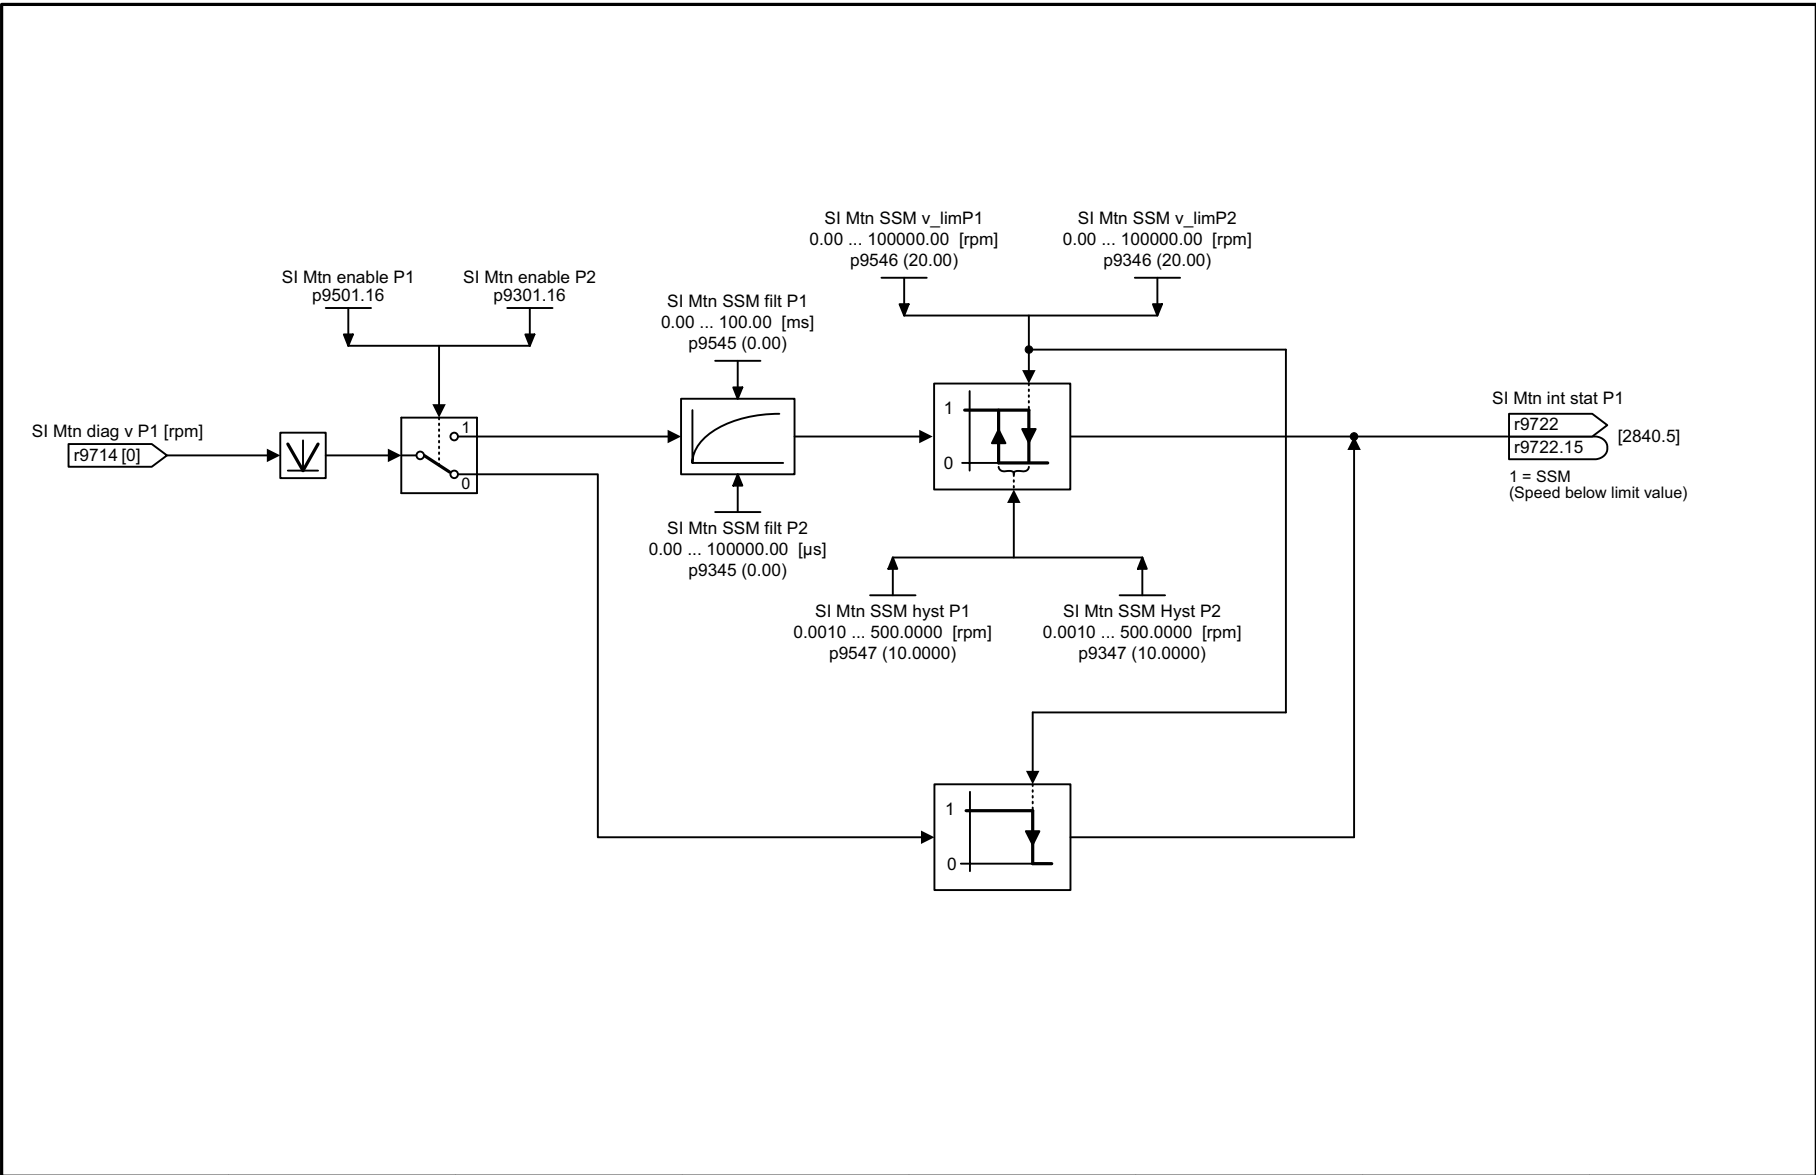 SI Mtn SSM v_limP1
0.00 ... 100000.00 [rpm]
p9546 (20.00)
SI Mtn SSM v_limP2
0.00 ... 100000.00 [rpm]
p9346 (20.00)
SI Mtn enable P1
p9501.16
SI Mtn enable P2
p9301.16
SI Mtn SSM filt P1
0.00 ... 100.00 [ms]
p9545 (0.00)
SI Mtn diag v P1 [rpm]
r9714 [0]
1
0
1
0
SI Mtn int stat P1
r9722
r9722.15
[2840.5]
1 = SSM
(Speed below limit value)
SI Mtn SSM filt P2
0.00 ... 100000.00 [µs]
p9345 (0.00)
SI Mtn SSM hyst P1
0.0010 ... 500.0000 [rpm]
p9547 (10.0000)
SI Mtn SSM Hyst P2
0.0010 ... 500.0000 [rpm]
p9347 (10.0000)
1
0